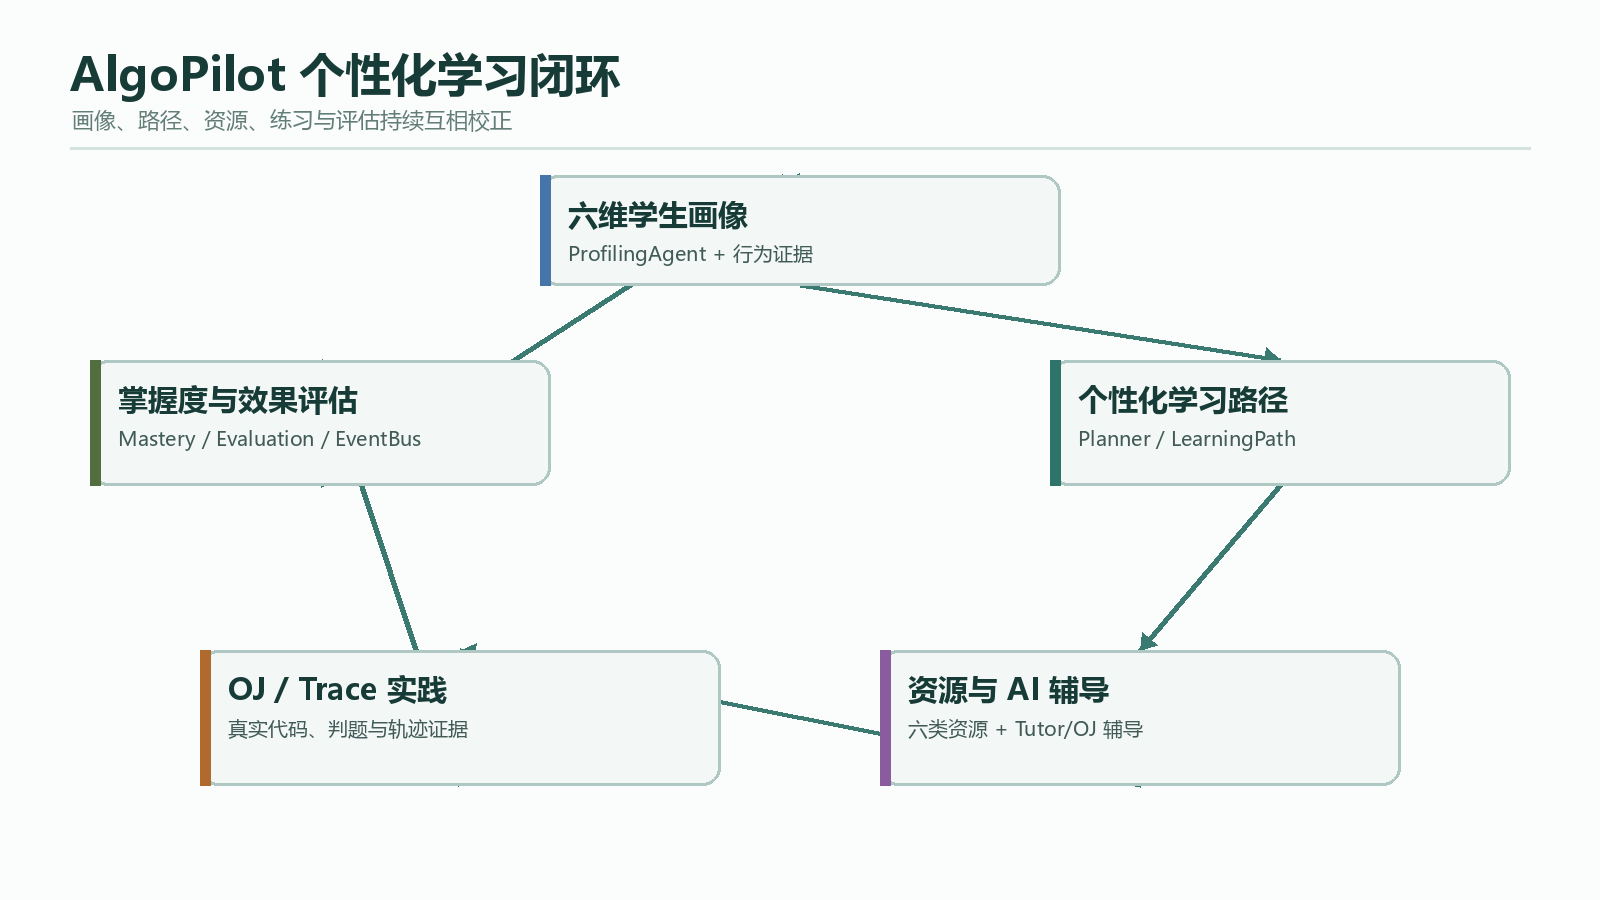 AlgoPilot 个性化学习闭环
画像、路径、资源、练习与评估持续互相校正
六维学生画像
ProfilingAgent + 行为证据
掌握度与效果评估
Mastery / Evaluation / EventBus
个性化学习路径
Planner / LearningPath
OJ / Trace 实践
真实代码、判题与轨迹证据
资源与 AI 辅导
六类资源 + Tutor/OJ 辅导